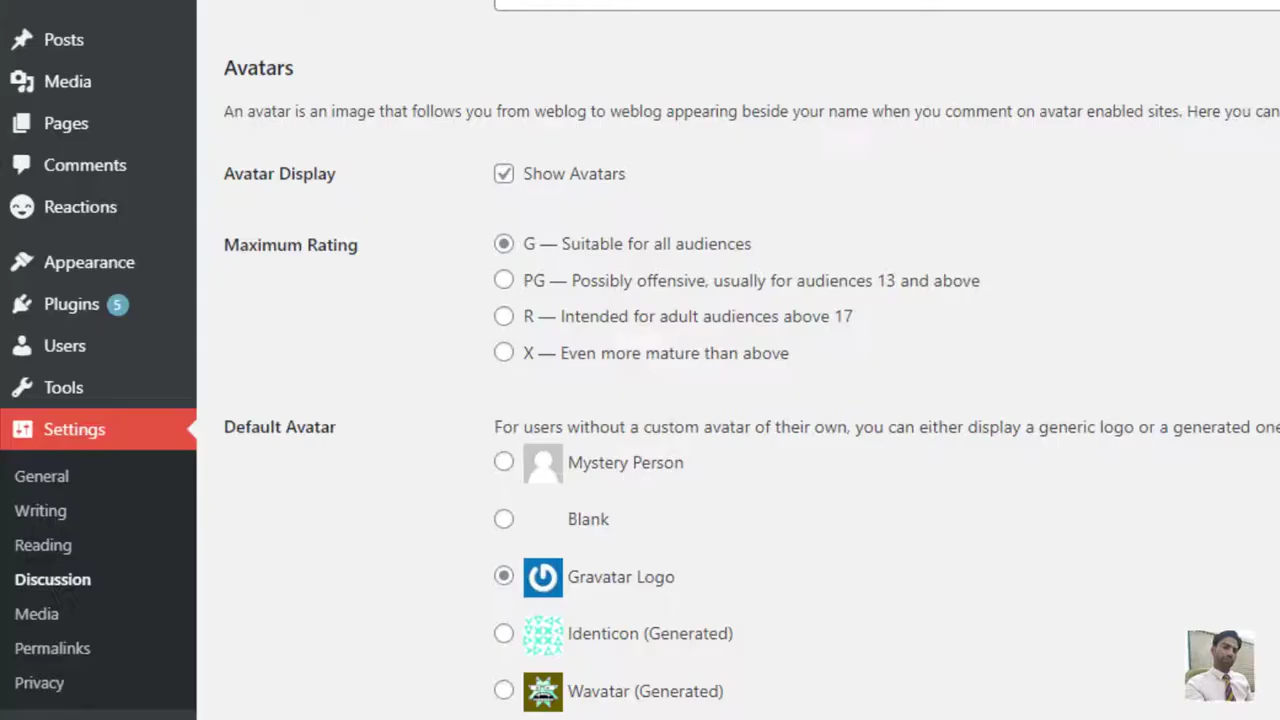 Posts
Media
Pages
Comments
Reactions
Appearance
Plugins 5
Users
Tools
Settings
General
Writing
Reading
Discussion
Media
Permalinks
Privacy
Avatars
An avatar is an image that follows you from weblog to weblog appearing beside your name when you comment on avatar enabled sites. Here you can
Avatar Display
Show Avatars
Maximum Rating
G — Suitable for all audiences
PG — Possibly offensive, usually for audiences 13 and above
R — Intended for adult audiences above 17
X — Even more mature than above
Default Avatar
For users without a custom avatar of their own, you can either display a generic logo or a generated one
Mystery Person
Blank
Gravatar Logo
Identicon (Generated)
Wavatar (Generated)